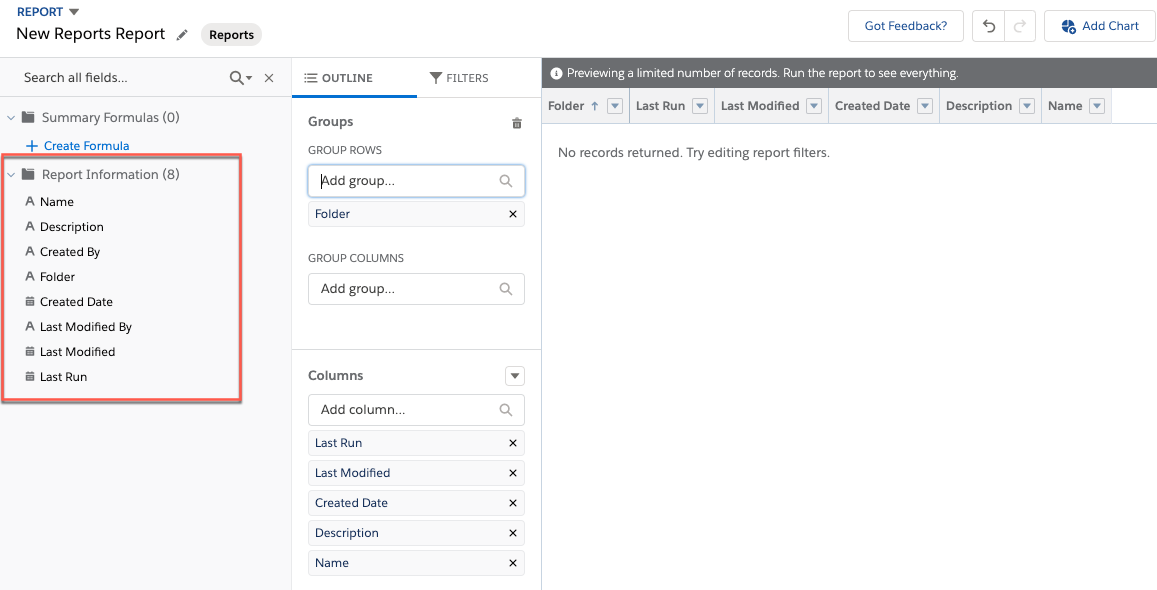 REPORT
New Reports Report
Reports
Got Feedback?
Add Chart
Search all fields...
Summary Formulas (0)
Create Formula
Report Information (8)
Name
Description
Created By
Folder
Created Date
Last Modified By
Last Modified
Last Run
OUTLINE
FILTERS
Groups
GROUP ROWS
Add group...
Folder
GROUP COLUMNS
Add group...
Columns
Add column...
Last Run
Last Modified
Created Date
Description
Name
Previewing a limited number of records. Run the report to see everything.
Folder
Last Run
Last Modified
Created Date
Description
Name
No records returned. Try editing report filters.